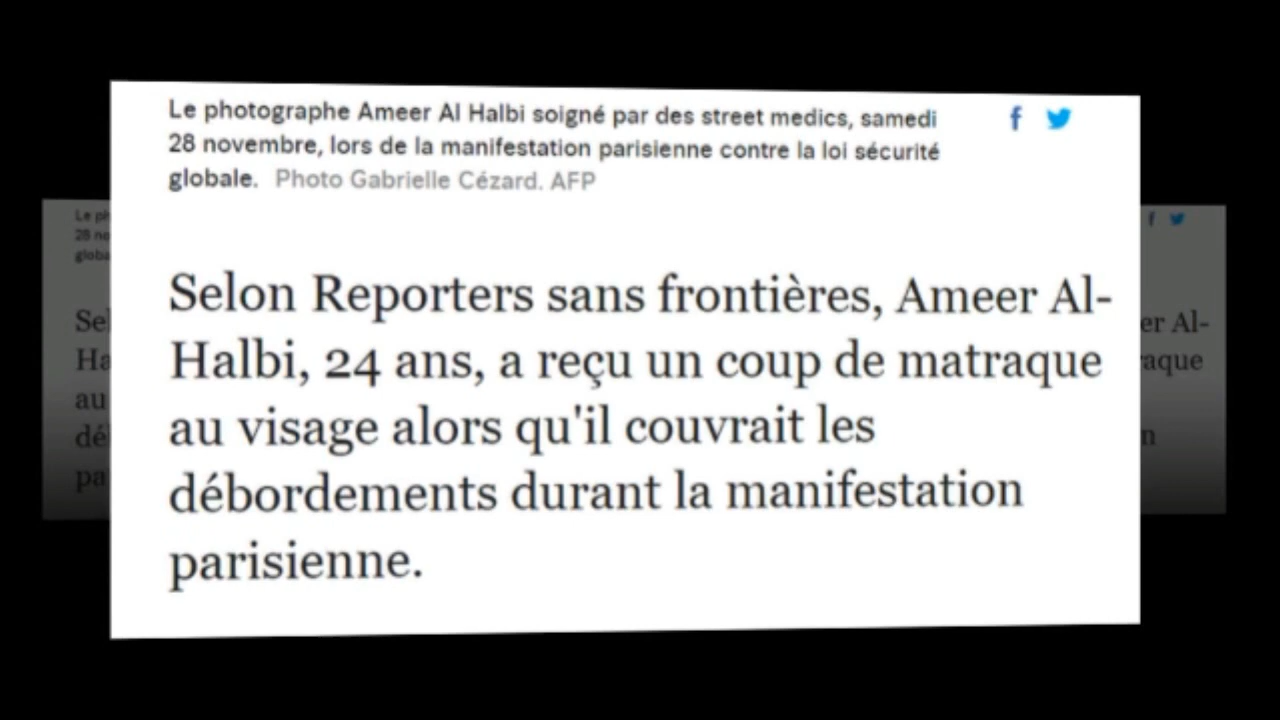 Le photographe Ameer Al Halbi soigné par des street medics, samedi
28 novembre, lors de la manifestation parisienne contre la loi sécurité
globale. Photo Gabrielle Cézard. AFP
Selon Reporters sans frontières, Ameer Al-
Halbi, 24 ans, a reçu un coup de matraque
au visage alors qu'il couvrait les
débordements durant la manifestation
parisienne.